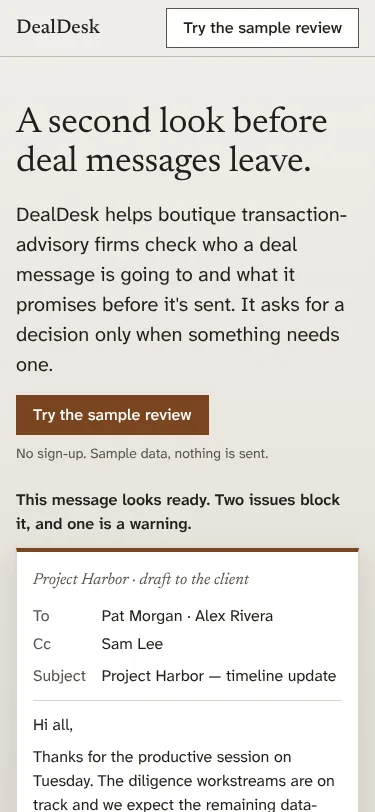 DealDesk
Try the sample review
A second look before
deal messages leave.
DealDesk helps boutique transaction-
advisory firms check who a deal
message is going to and what it
promises before it's sent. It asks for a
decision only when something needs
one.
Try the sample review
No sign-up. Sample data, nothing is sent.
This message looks ready. Two issues block
it, and one is a warning.
Project Harbor · draft to the client
To Pat Morgan · Alex Rivera
Cc Sam Lee
Subject Project Harbor — timeline update
Hi all,
Thanks for the productive session on
Tuesday. The diligence workstreams are on
track and we expect the remaining data-